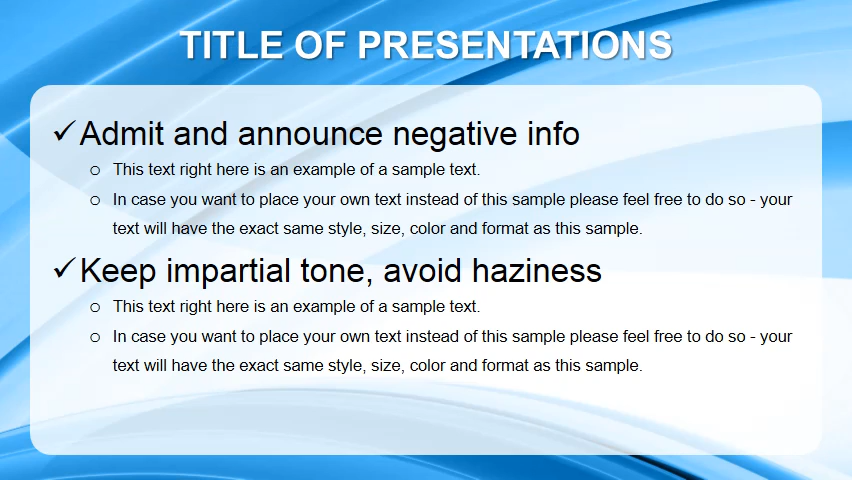 TITLE OF PRESENTATIONS
✓Admit and announce negative info
o This text right here is an example of a sample text.
o In case you want to place your own text instead of this sample please feel free to do so - your
text will have the exact same style, size, color and format as this sample.
✓Keep impartial tone, avoid haziness
o This text right here is an example of a sample text.
o In case you want to place your own text instead of this sample please feel free to do so - your
text will have the exact same style, size, color and format as this sample.